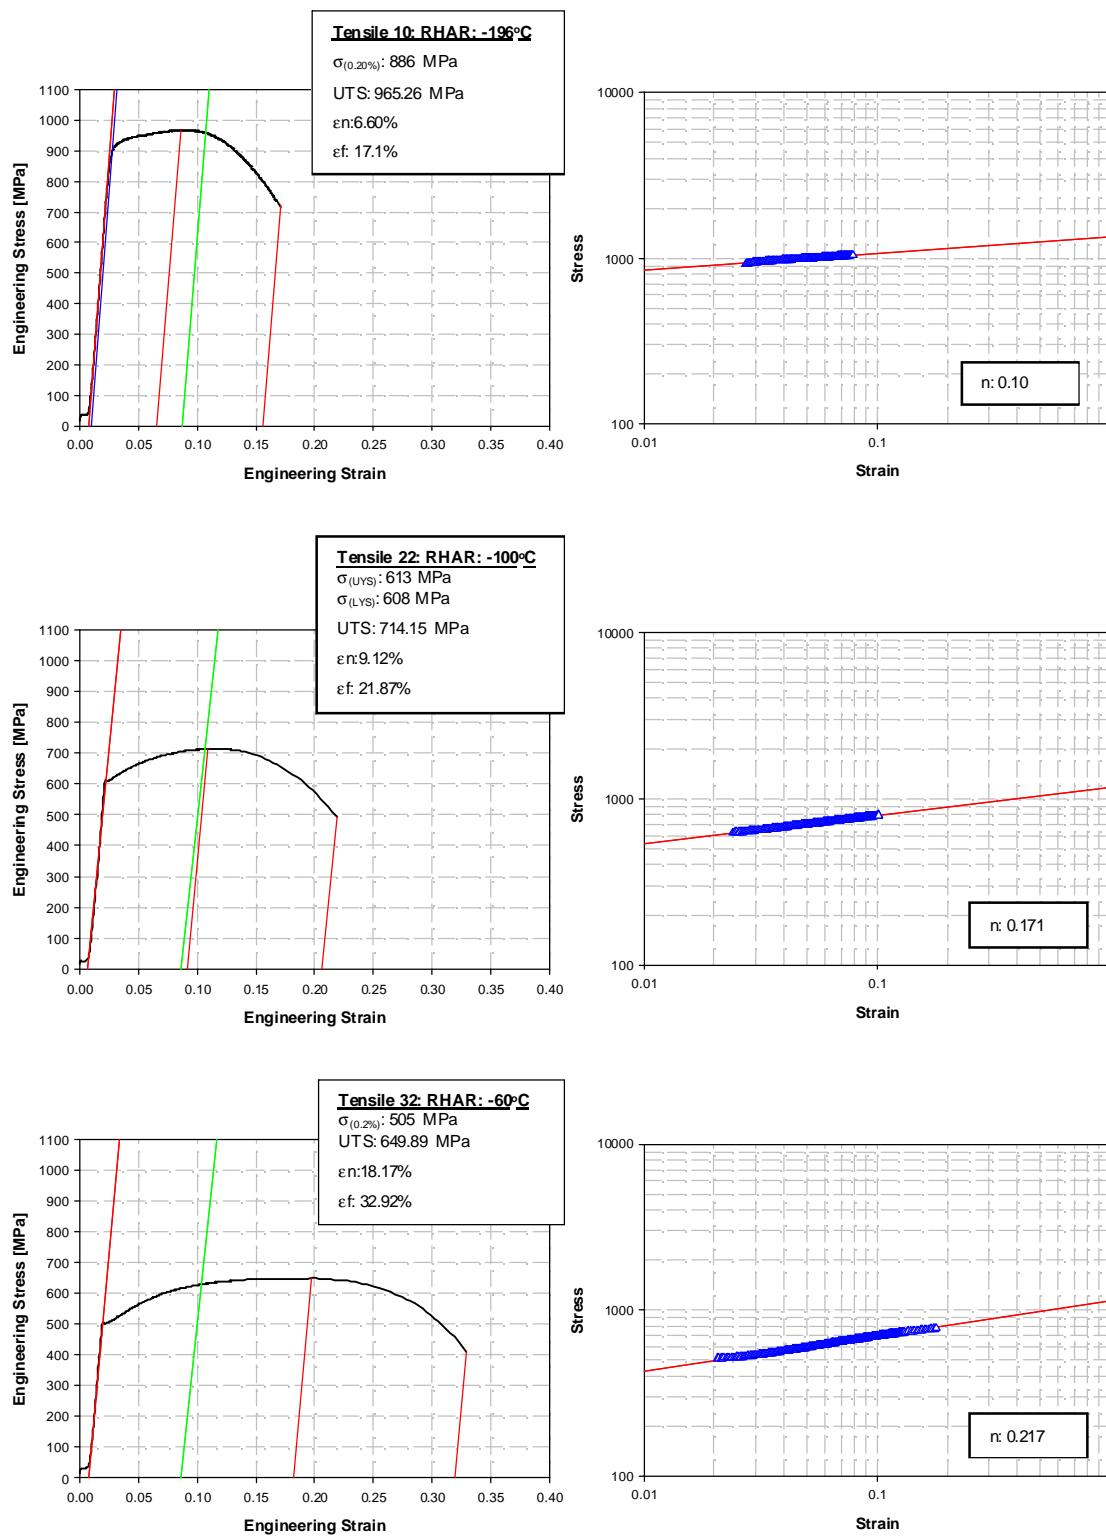 Tensile 10: RHAR: -196ºC
σ(0.20%): 886 MPa
UTS: 965.26 MPa
εn:6.60%
εf: 17.1%
Engineering Stress [MPa]
1100
1000
900
800
700
600
500
400
300
200
100
0
0.00 0.05 0.10 0.15 0.20 0.25 0.30 0.35 0.40
Engineering Strain
Stress
10000
1000
100
n: 0.10
0.01 0.1
Strain
Tensile 22: RHAR: -100ºC
σ(UYS): 613 MPa
σ(LYS): 608 MPa
UTS: 714.15 MPa
εn:9.12%
εf: 21.87%
Engineering Stress [MPa]
1100
1000
900
800
700
600
500
400
300
200
100
0
0.00 0.05 0.10 0.15 0.20 0.25 0.30 0.35 0.40
Engineering Strain
Stress
10000
1000
100
n: 0.171
0.01 0.1
Strain
Tensile 32: RHAR: -60ºC
σ(0.2%): 505 MPa
UTS: 649.89 MPa
εn:18.17%
εf: 32.92%
Engineering Stress [MPa]
1100
1000
900
800
700
600
500
400
300
200
100
0
0.00 0.05 0.10 0.15 0.20 0.25 0.30 0.35 0.40
Engineering Strain
Stress
10000
1000
100
n: 0.217
0.01 0.1
Strain